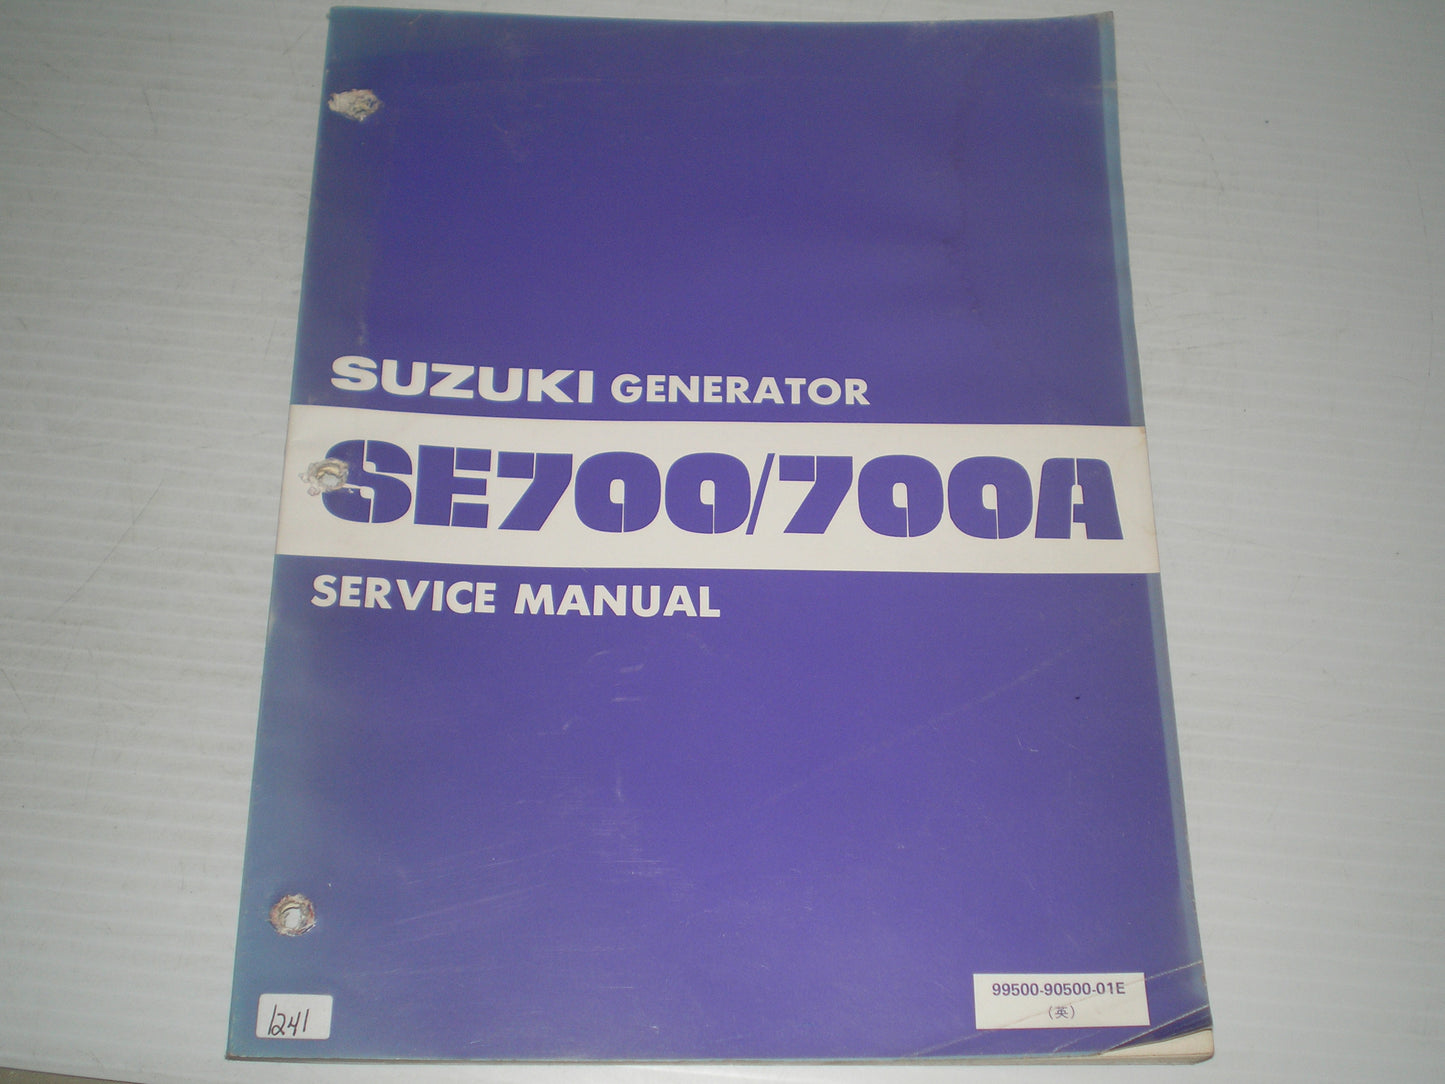 SUZUKI GENERATOR
SE700/700A
SERVICE MANUAL
99500-90500-01E
(英)
1241